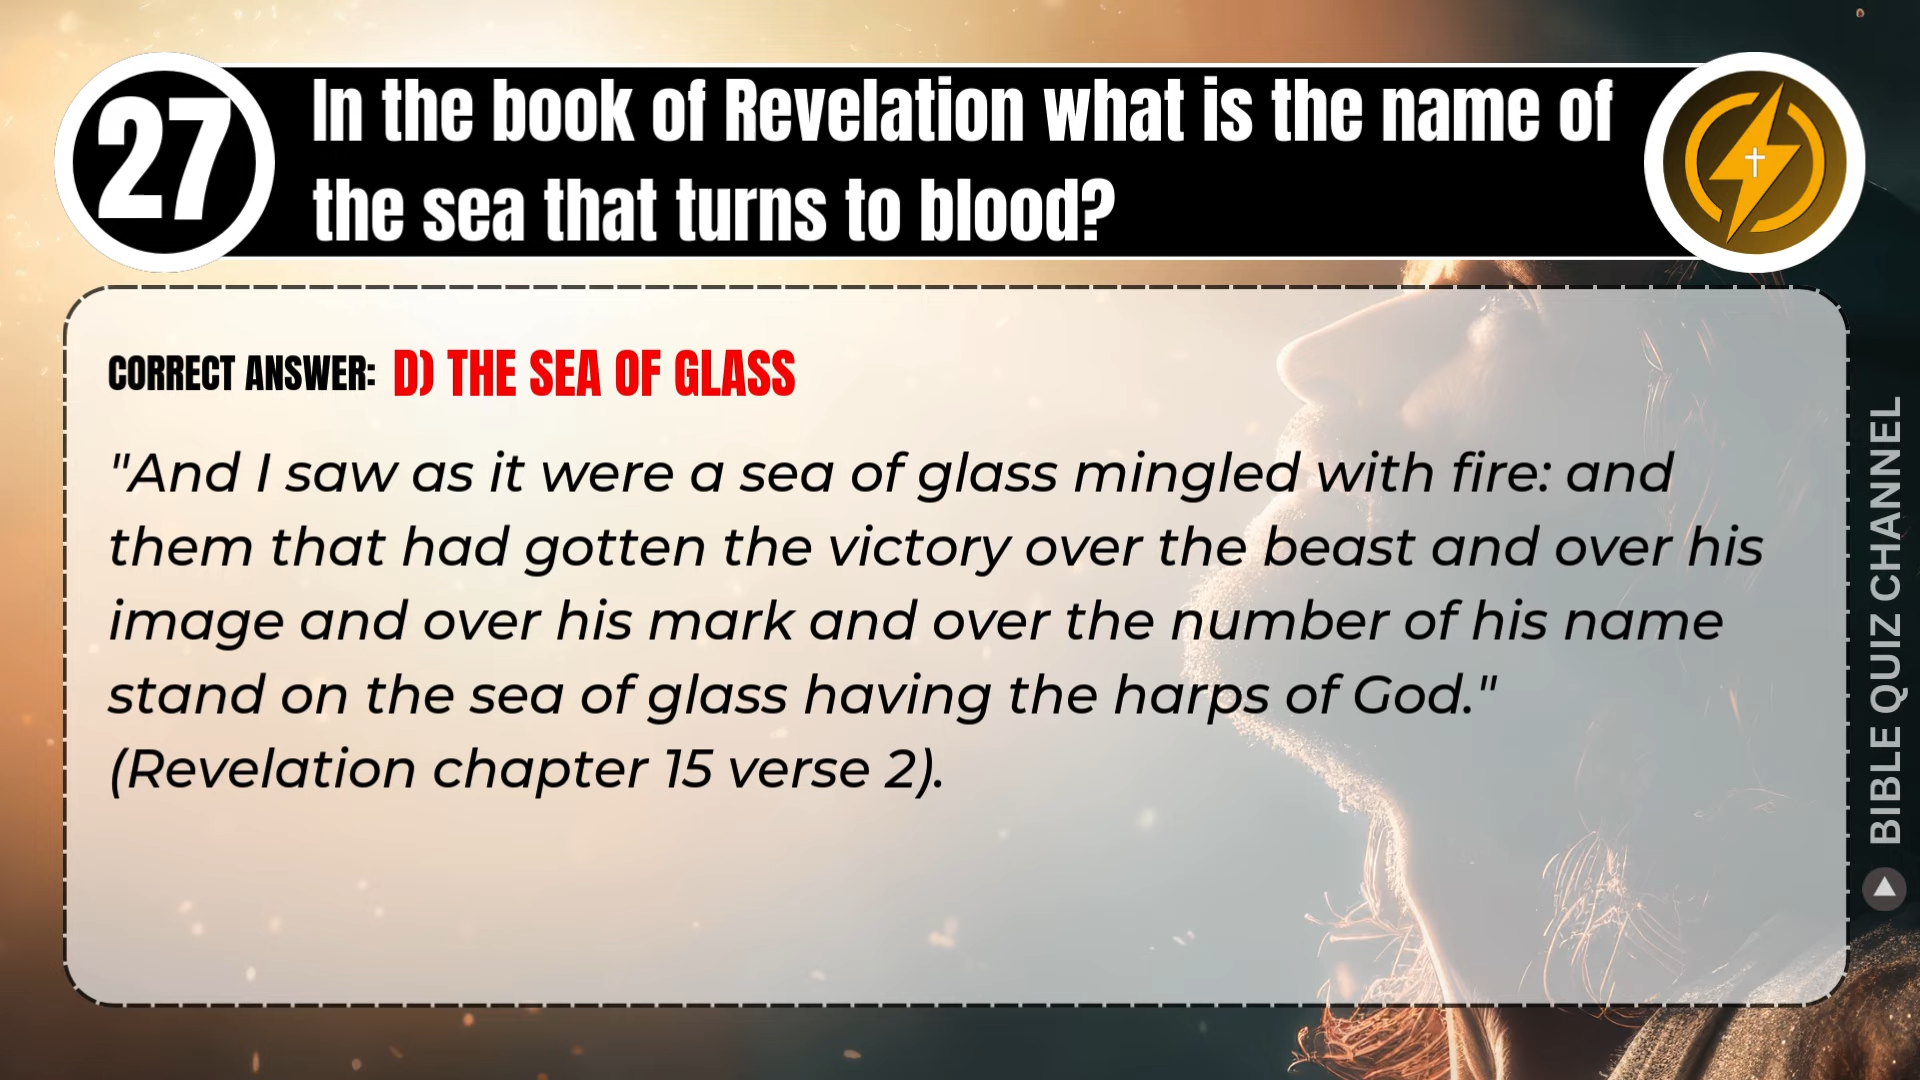 27
In the book of Revelation what is the name of
the sea that turns to blood?
CORRECT ANSWER: D) THE SEA OF GLASS
"And I saw as it were a sea of glass mingled with fire: and
them that had gotten the victory over the beast and over his
image and over his mark and over the number of his name
stand on the sea of glass having the harps of God."
(Revelation chapter 15 verse 2).
BIBLE QUIZ CHANNEL